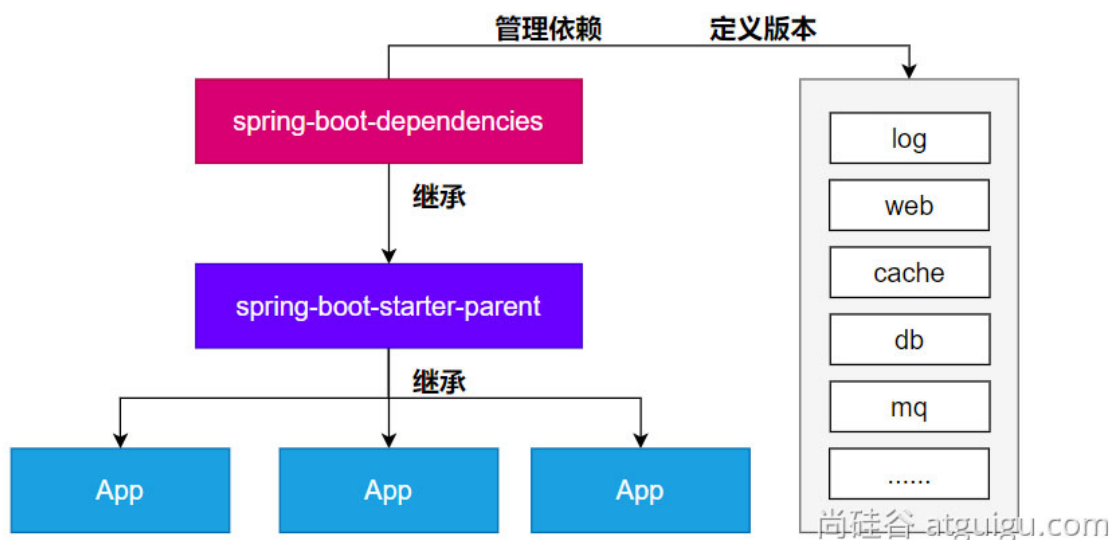 管理依赖 定义版本
spring-boot-dependencies
log
web
继承
cache
spring-boot-starter-parent
db
继承
mq
App
App
App
......
尚硅谷 atguigu.com